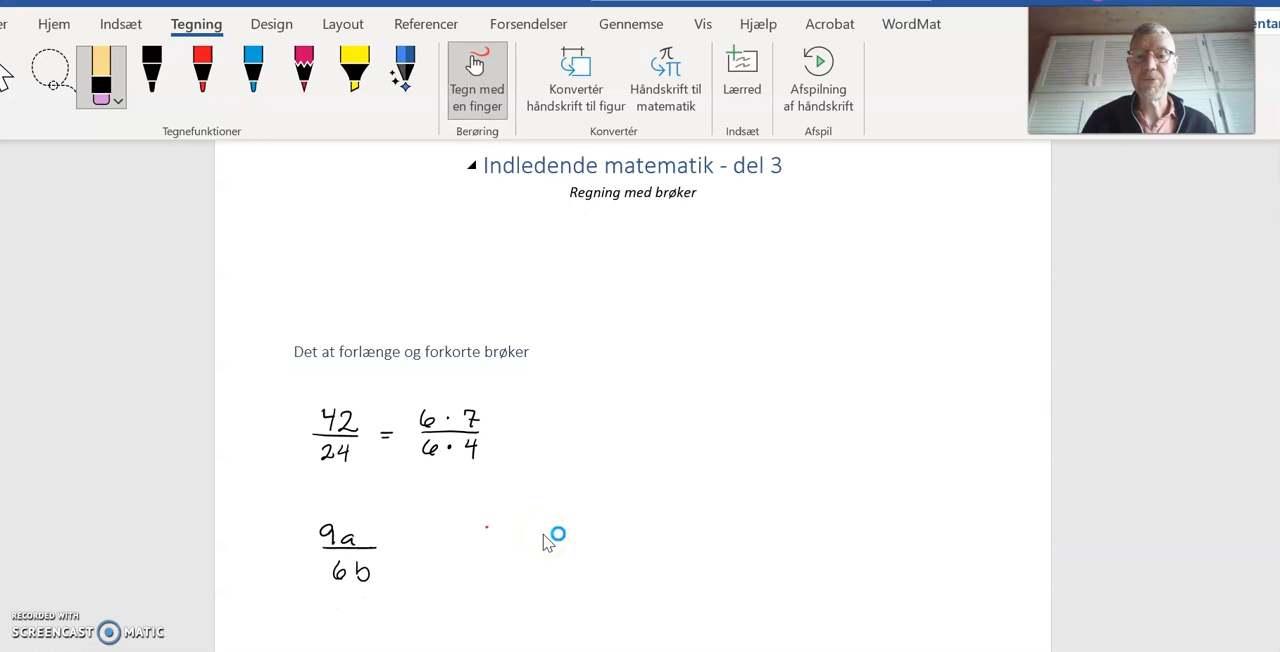 er Hjem Indsæt Tegning Design Layout Referencer Forsendelser Gennemse Vis Hjælp Acrobat WordMat
Tegn med en finger
Konvertér håndskrift til figur
Håndskrift til matematik
Lærred
Afspilning af håndskrift
Tegnefunktioner Berøring Konvertér Indsæt Afspil
Indledende matematik - del 3
Regning med brøker
Det at forlænge og forkorte brøker
42/24 = 6 · 7/6 · 4
9a/6b
RECORDED WITH
SCREENCAST MATIC